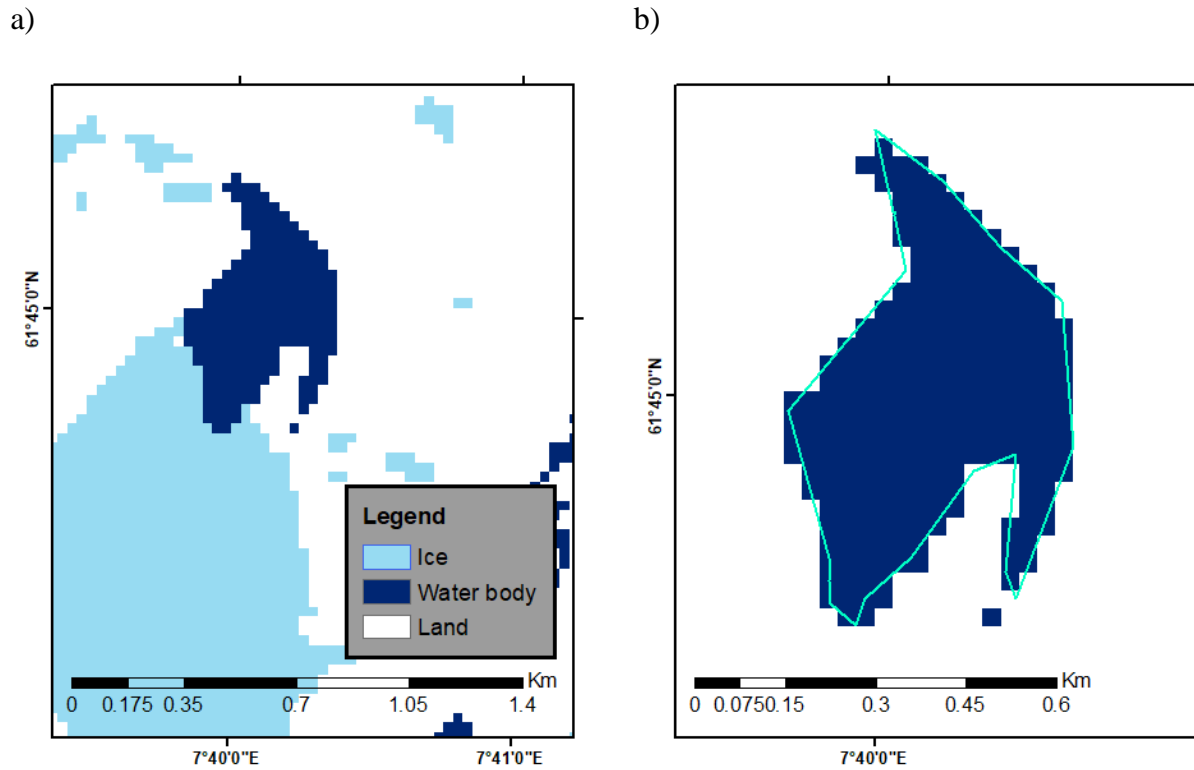 a)
b)
61°45'0"N
Legend
Ice
Water body
Land
Km
0 0.175 0.35 0.7 1.05 1.4
7°40'0"E 7°41'0"E
61°45'0"N
Km
0 0.075 0.15 0.3 0.45 0.6
7°40'0"E